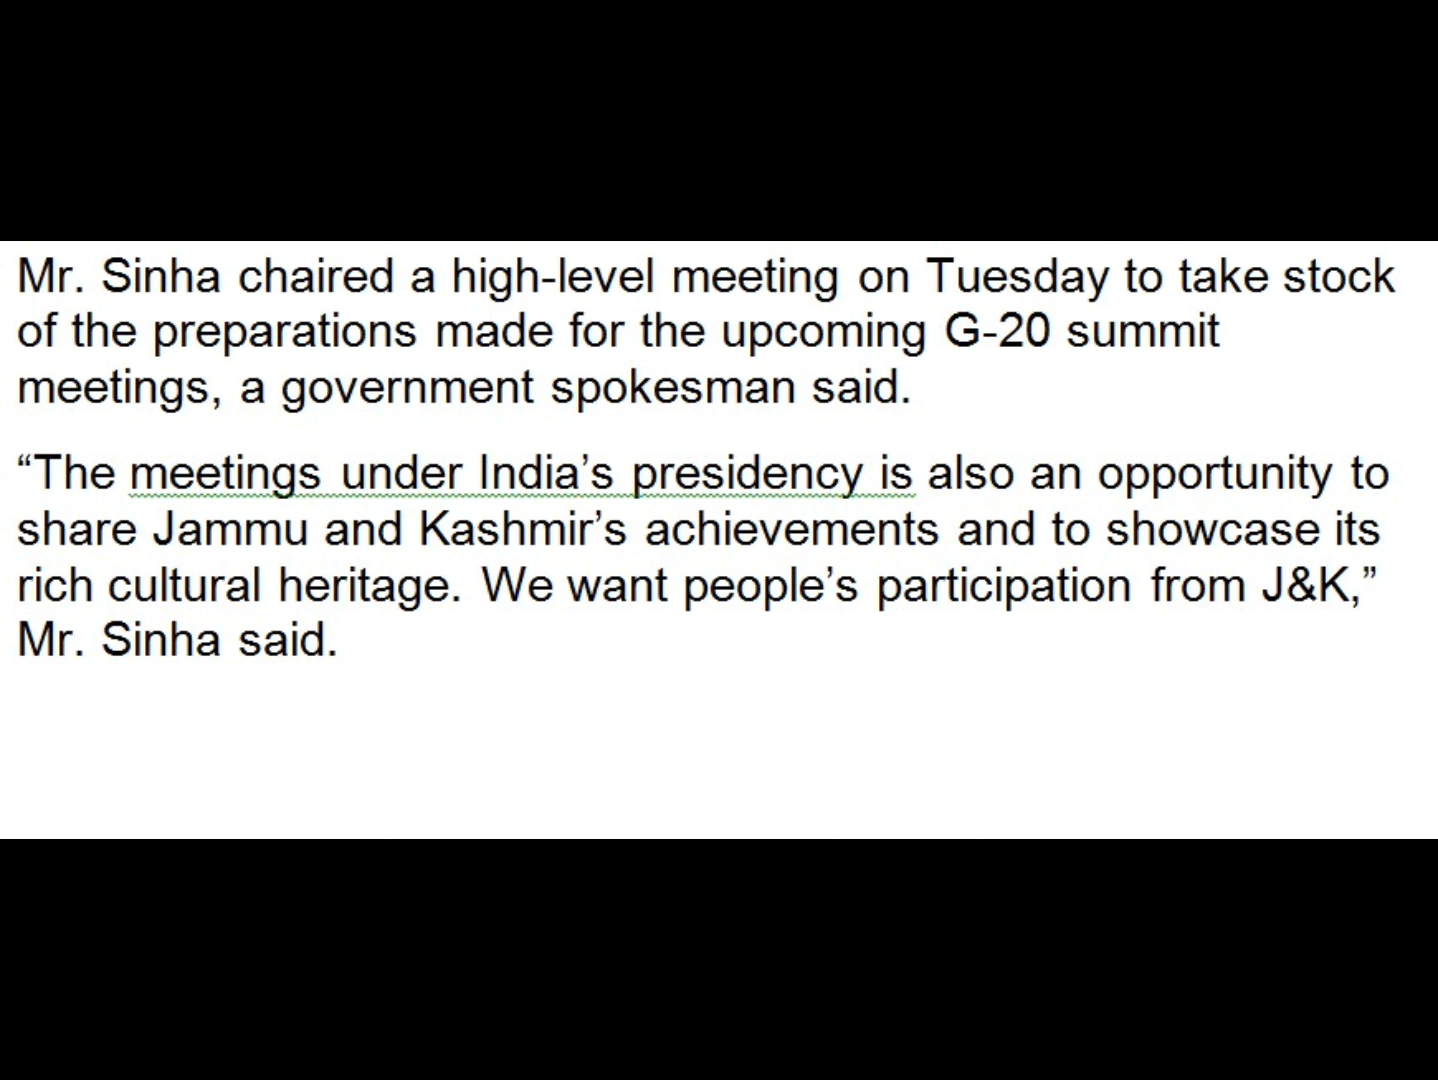 Mr. Sinha chaired a high-level meeting on Tuesday to take stock
of the preparations made for the upcoming G-20 summit
meetings, a government spokesman said.
“The meetings under India’s presidency is also an opportunity to
share Jammu and Kashmir’s achievements and to showcase its
rich cultural heritage. We want people’s participation from J&K,”
Mr. Sinha said.